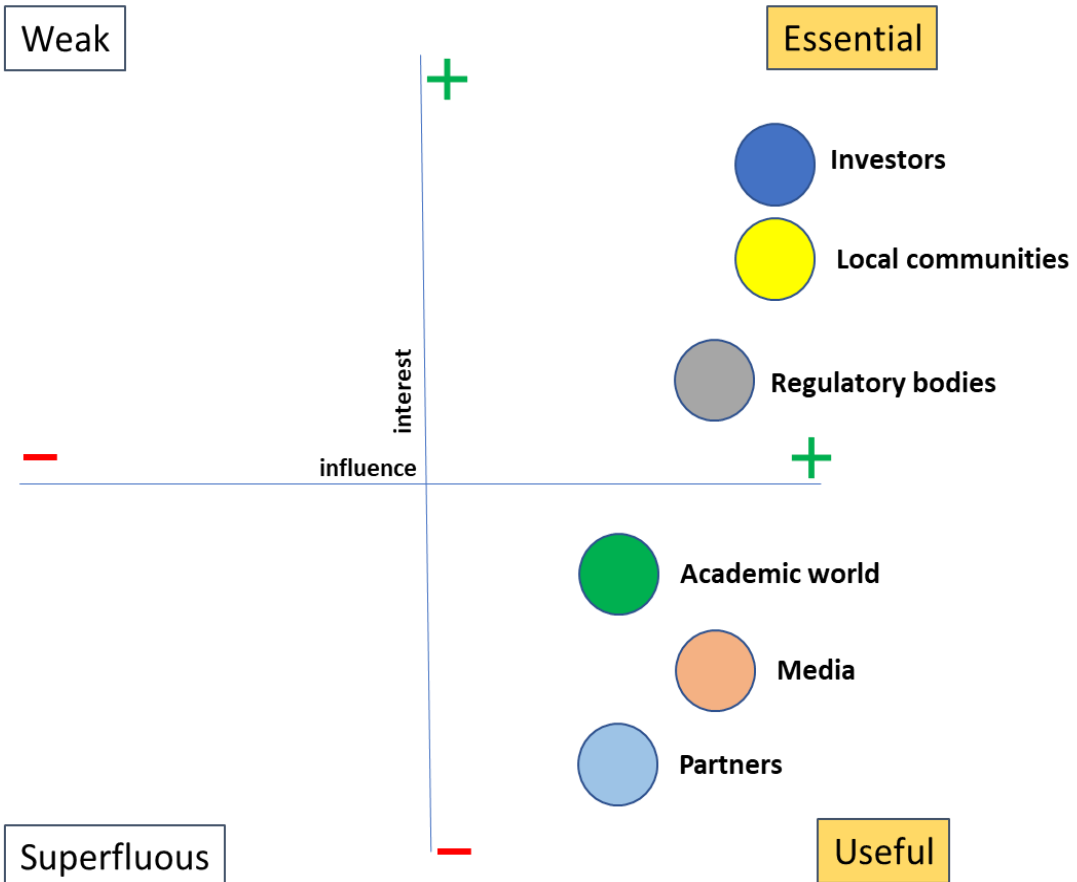 Weak
Essential
Investors
Local communities
interest
Regulatory bodies
influence
Academic world
Media
Partners
Superfluous
Useful